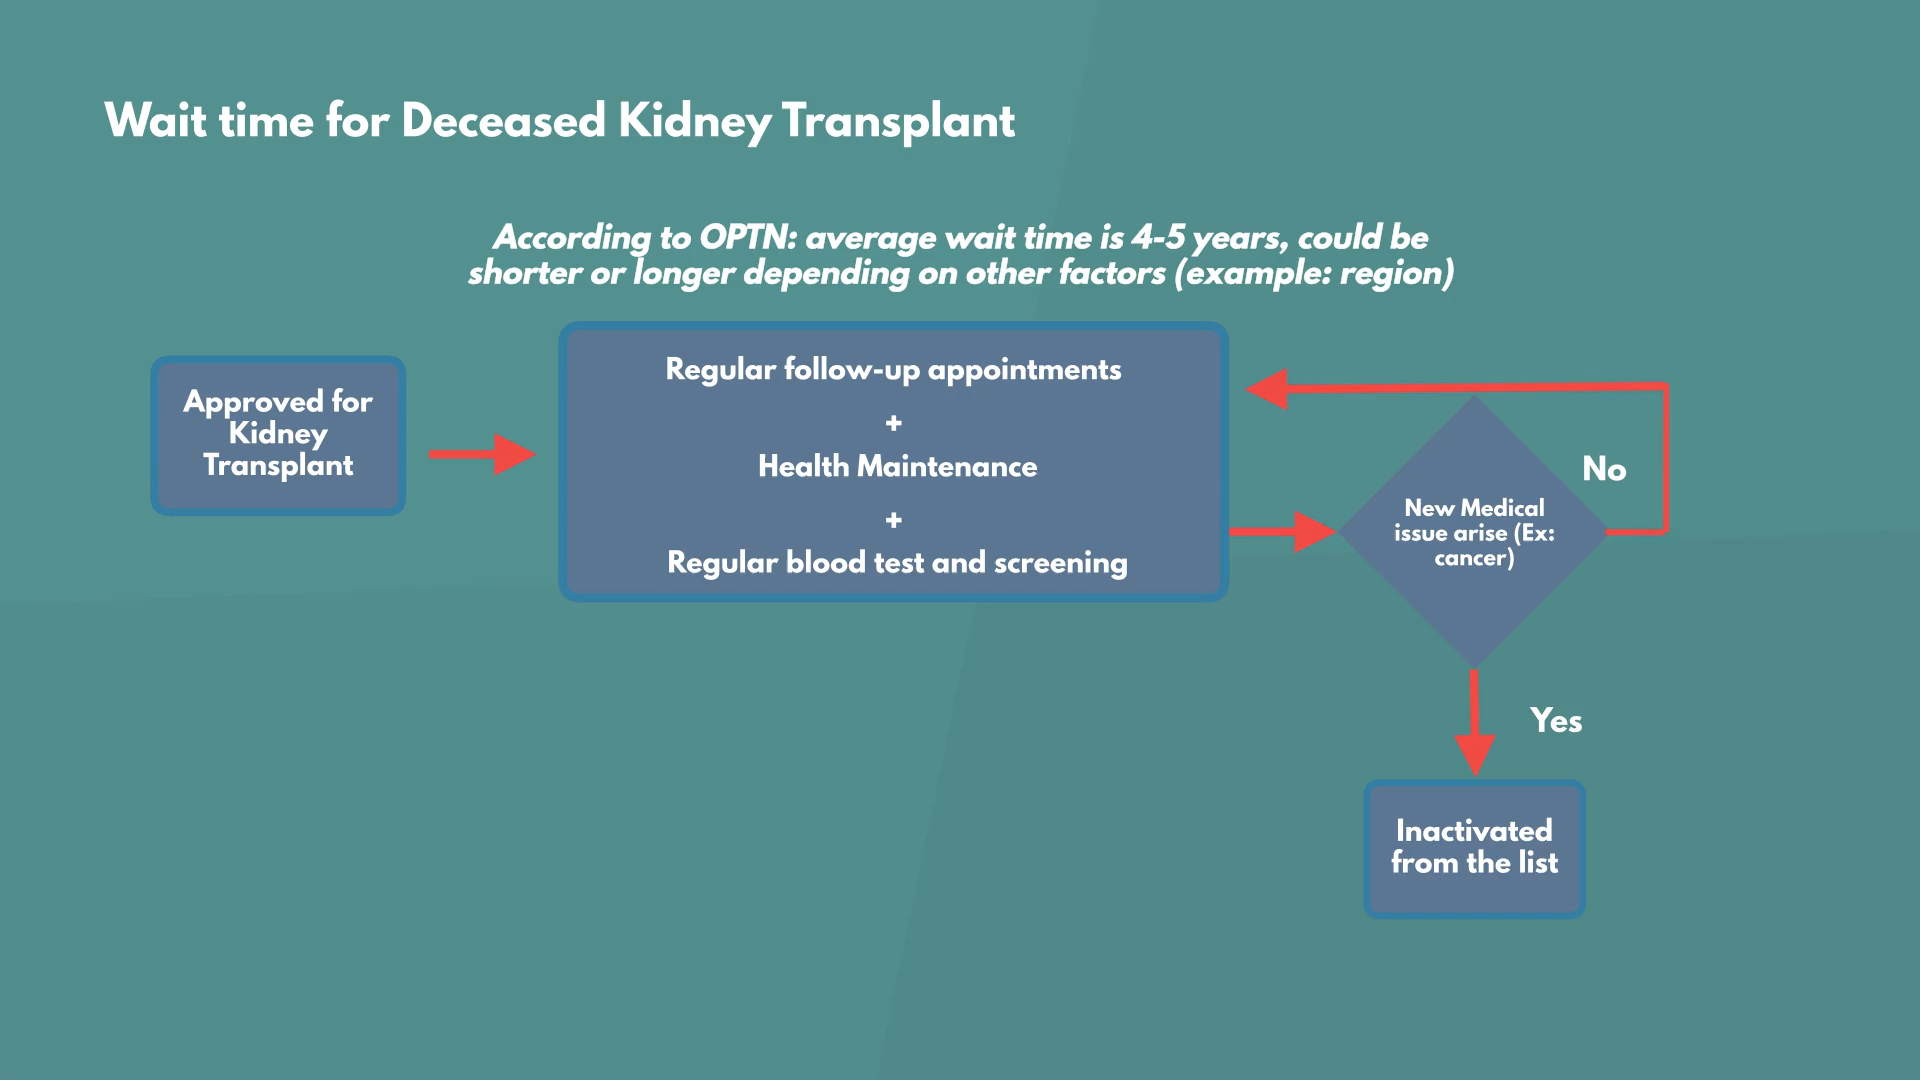 Wait time for Deceased Kidney Transplant
According to OPTN: average wait time is 4-5 years, could be
shorter or longer depending on other factors (example: region)
Approved for
Kidney
Transplant
Regular follow-up appointments
+
Health Maintenance
+
Regular blood test and screening
New Medical
issue arise (Ex:
cancer)
No
Yes
Inactivated
from the list